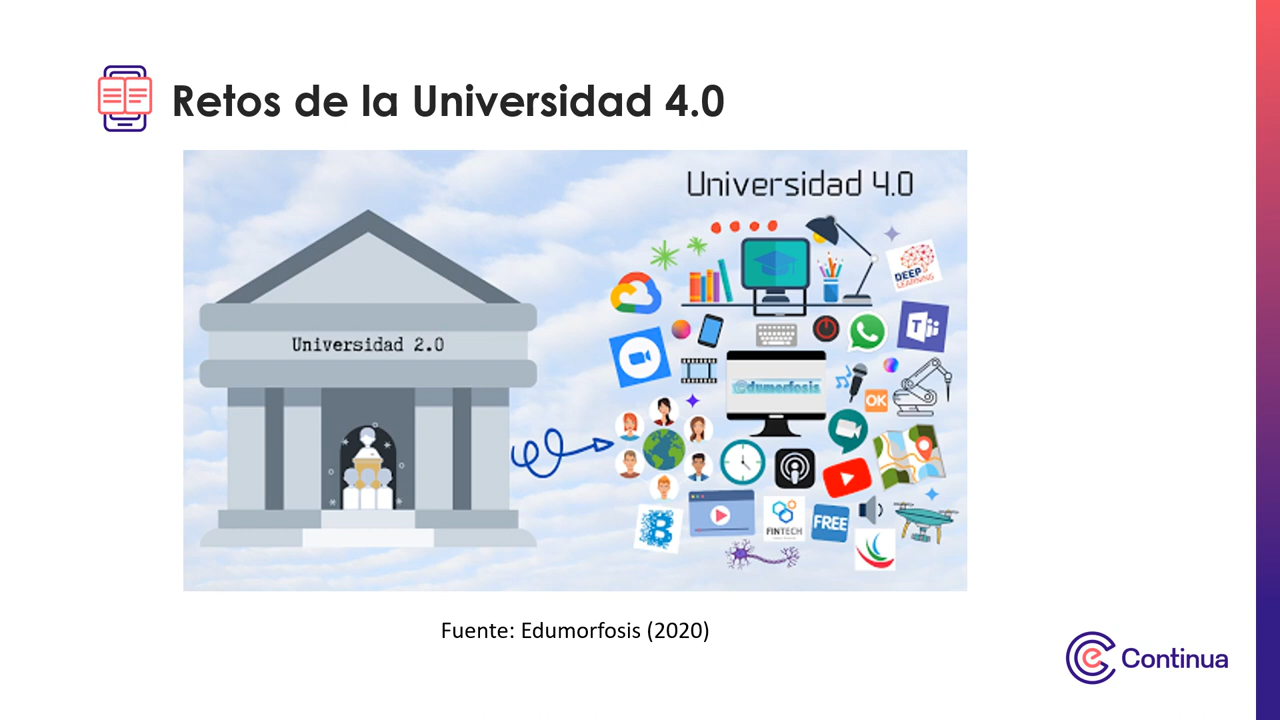 Retos de la Universidad 4.0
Universidad 4.0
Universidad 2.0
DEEP
LEARNING
T
@dumorfosis
OK
FINTECH
FREE
Fuente: Edumorfosis (2020)
e Continua